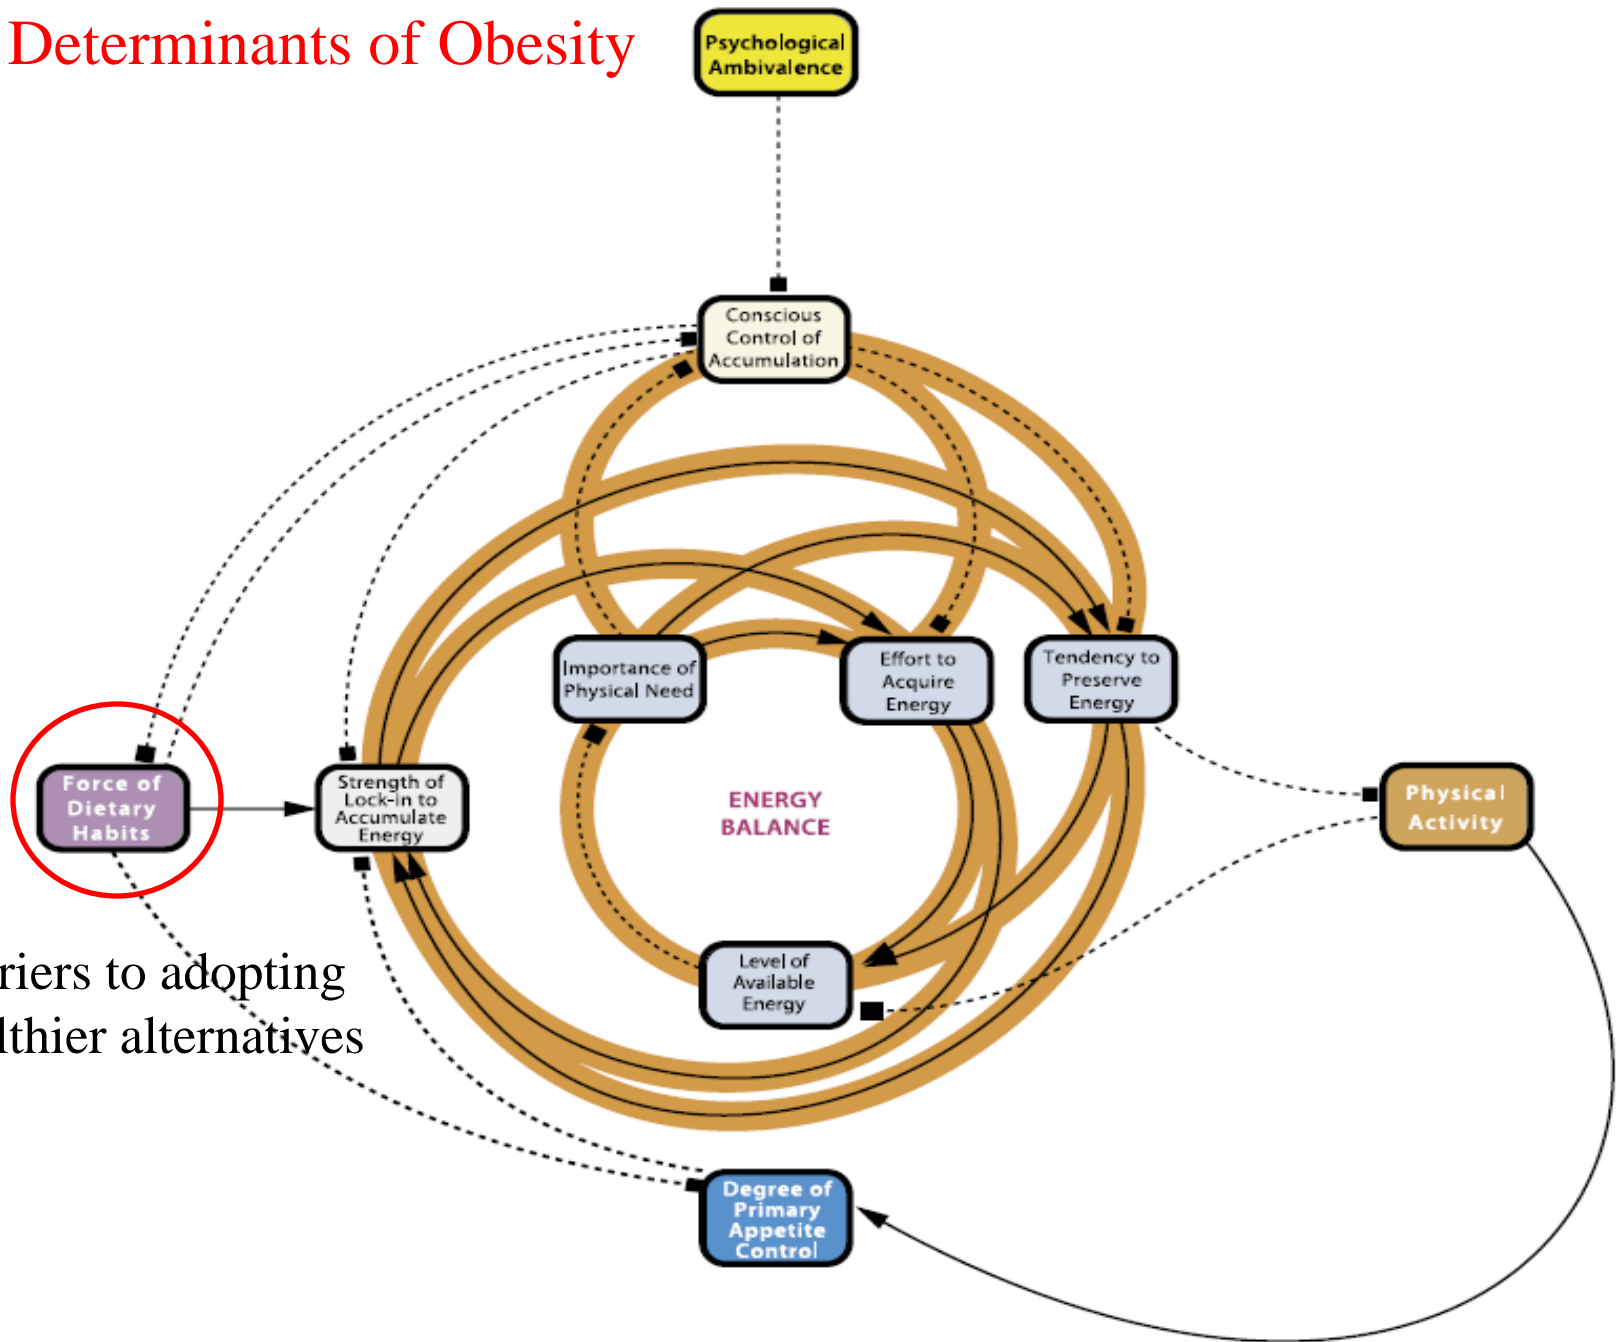 Determinants of Obesity
Psychological
Ambivalence
Conscious
Control of
Accumulation
Importance of
Physical Need
Effort to
Acquire
Energy
Tendency to
Preserve
Energy
Force of
Dietary
Habits
Strength of
Lock-in to
Accumulate
Energy
ENERGY
BALANCE
Physical
Activity
riers to adopting
lthier alternatives
Level of
Available
Energy
Degree of
Primary
Appetite
Control